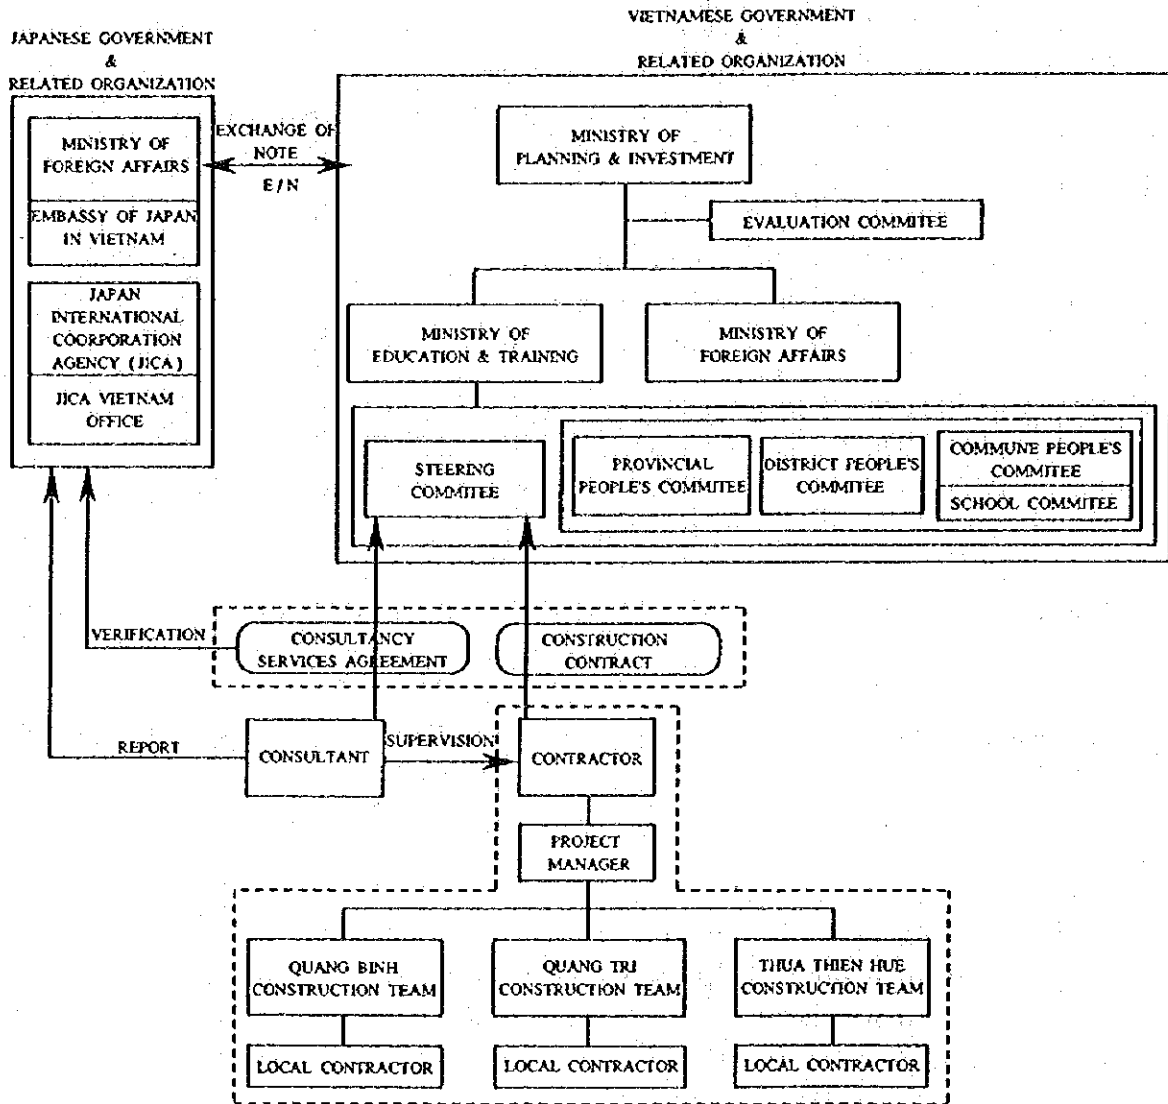 JAPANESE GOVERNMENT
&
RELATED ORGANIZATION
VIETNAMESE GOVERNMENT
&
RELATED ORGANIZATION
MINISTRY OF
FOREIGN AFFAIRS
EMBASSY OF JAPAN
IN VIETNAM
JAPAN
INTERNATIONAL
COORPORATION
AGENCY (JICA)
JICA VIETNAM
OFFICE
EXCHANGE OF
NOTE
E/N
MINISTRY OF
PLANNING & INVESTMENT
EVALUATION COMMITEE
MINISTRY OF
EDUCATION & TRAINING
MINISTRY OF
FOREIGN AFFAIRS
STEERING
COMMITEE
PROVINCIAL
PEOPLE'S COMMITEE
DISTRICT PEOPLE'S
COMMITEE
COMMUNE PEOPLE'S
COMMITEE
SCHOOL COMMITEE
VERIFICATION
CONSULTANCY
SERVICES AGREEMENT
CONSTRUCTION
CONTRACT
REPORT
CONSULTANT
SUPERVISION
CONTRACTOR
PROJECT
MANAGER
QUANG BINH
CONSTRUCTION TEAM
QUANG TRI
CONSTRUCTION TEAM
THUA THIEN HUE
CONSTRUCTION TEAM
LOCAL CONTRACTOR
LOCAL CONTRACTOR
LOCAL CONTRACTOR